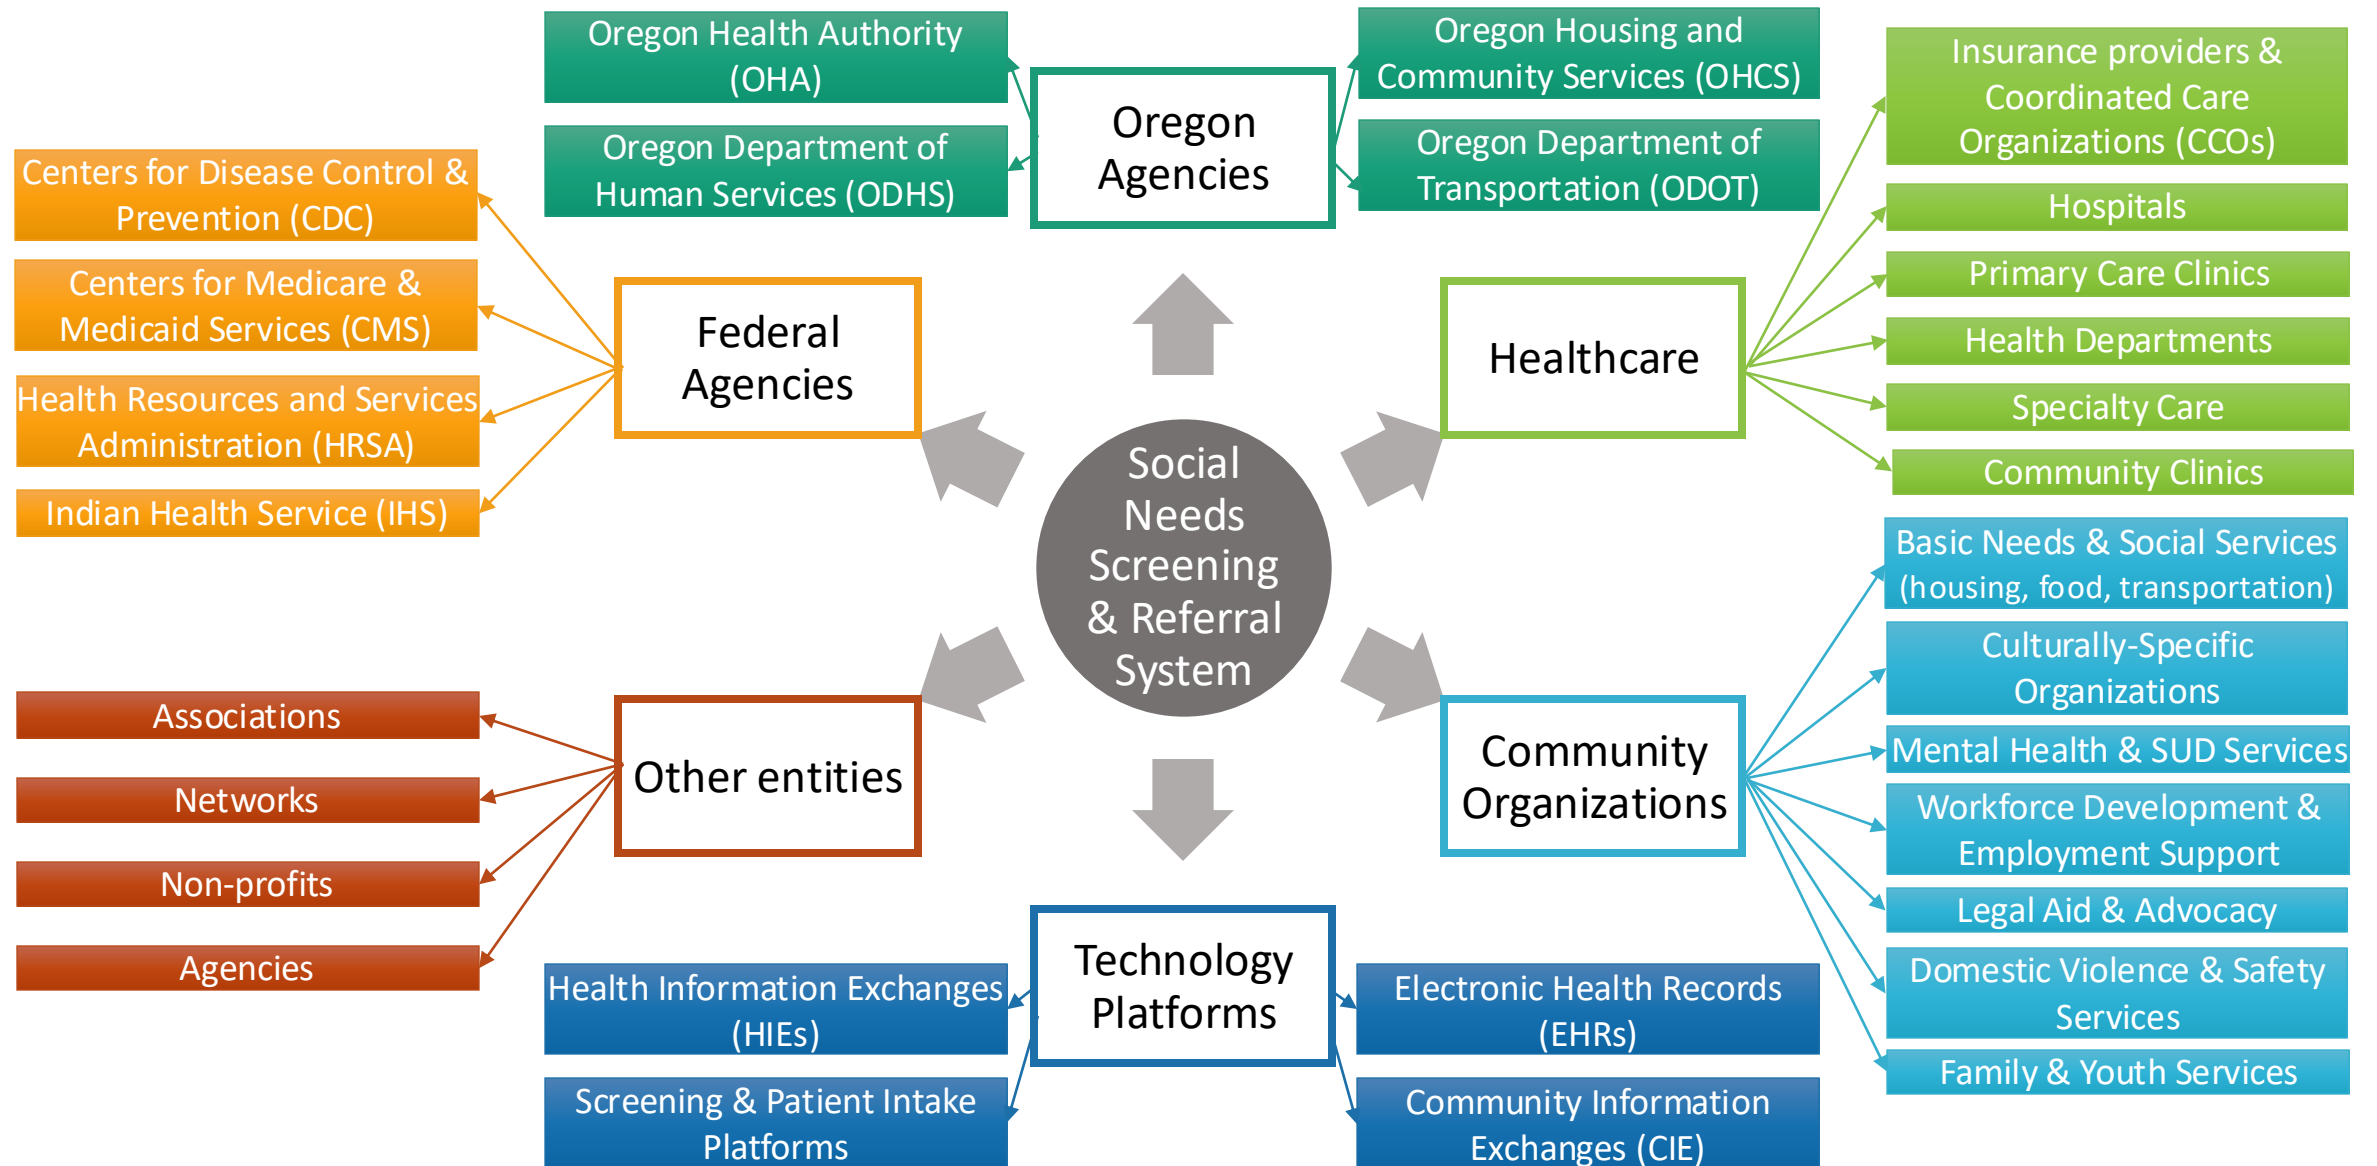 Oregon Health Authority
(OHA)
Oregon Department of
Human Services (ODHS)
Oregon
Agencies
Oregon Housing and
Community Services (OHCS)
Oregon Department of
Transportation (ODOT)
Centers for Disease Control &
Prevention (CDC)
Centers for Medicare &
Medicaid Services (CMS)
Health Resources and Services
Administration (HRSA)
Indian Health Service (IHS)
Federal
Agencies
Healthcare
Insurance providers &
Coordinated Care
Organizations (CCOs)
Hospitals
Primary Care Clinics
Health Departments
Specialty Care
Community Clinics
Social
Needs
Screening
& Referral
System
Associations
Networks
Non-profits
Agencies
Other entities
Community
Organizations
Basic Needs & Social Services
(housing, food, transportation)
Culturally-Specific
Organizations
Mental Health & SUD Services
Workforce Development &
Employment Support
Legal Aid & Advocacy
Domestic Violence & Safety
Services
Family & Youth Services
Health Information Exchanges
(HIEs)
Screening & Patient Intake
Platforms
Technology
Platforms
Electronic Health Records
(EHRs)
Community Information
Exchanges (CIE)